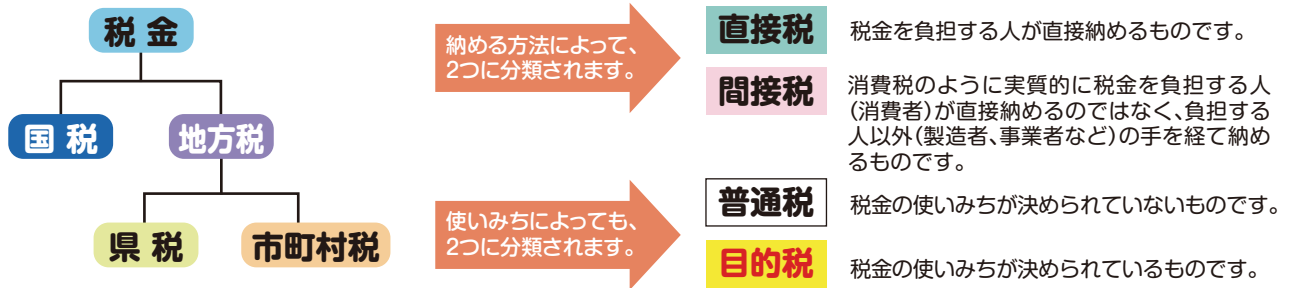 税金
国税
地方税
県税
市町村税
納める方法によって、
2つに分類されます。
直接税
税金を負担する人が直接納めるものです。
間接税
消費税のように実質的に税金を負担する人
(消費者)が直接納めるのではなく、負担する
人以外(製造者、事業者など)の手を経て納め
るものです。
使いみちによっても、
2つに分類されます。
普通税
税金の使いみちが決められていないものです。
目的税
税金の使いみちが決められているものです。